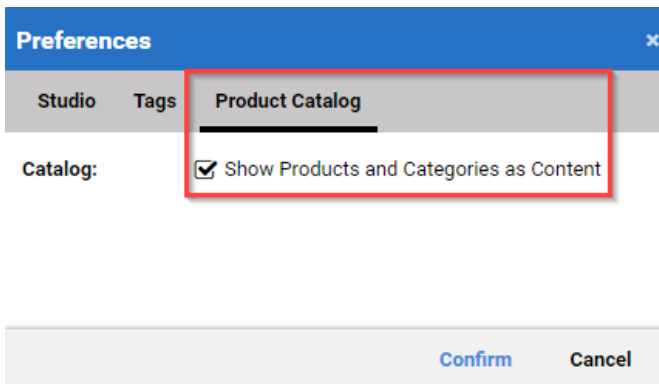 Preferences
Studio Tags Product Catalog
Catalog: Show Products and Categories as Content
Confirm Cancel